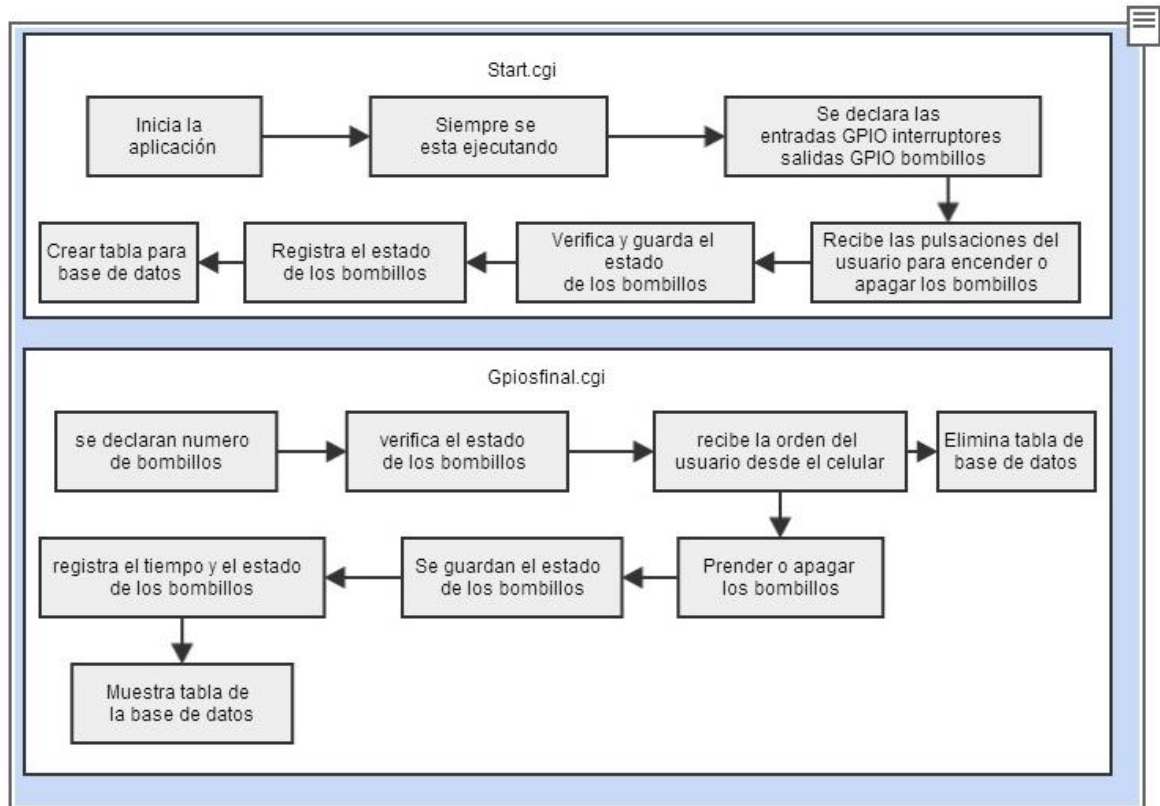 Start.cgi
Inicia la
aplicación
Siempre se
esta ejecutando
Se declara las
entradas GPIO interruptores
salidas GPIO bombillos
Recibe las pulsaciones del
usuario para encender o
apagar los bombillos
Verifica y guarda el
estado
de los bombillos
Registra el estado
de los bombillos
Crear tabla para
base de datos
Gpiosfinal.cgi
se declaran numero
de bombillos
verifica el estado
de los bombillos
recibe la orden del
usuario desde el celular
Elimina tabla de
base de datos
Prender o apagar
los bombillos
Se guardan el estado
de los bombillos
registra el tiempo y el estado
de los bombillos
Muestra tabla de
la base de datos